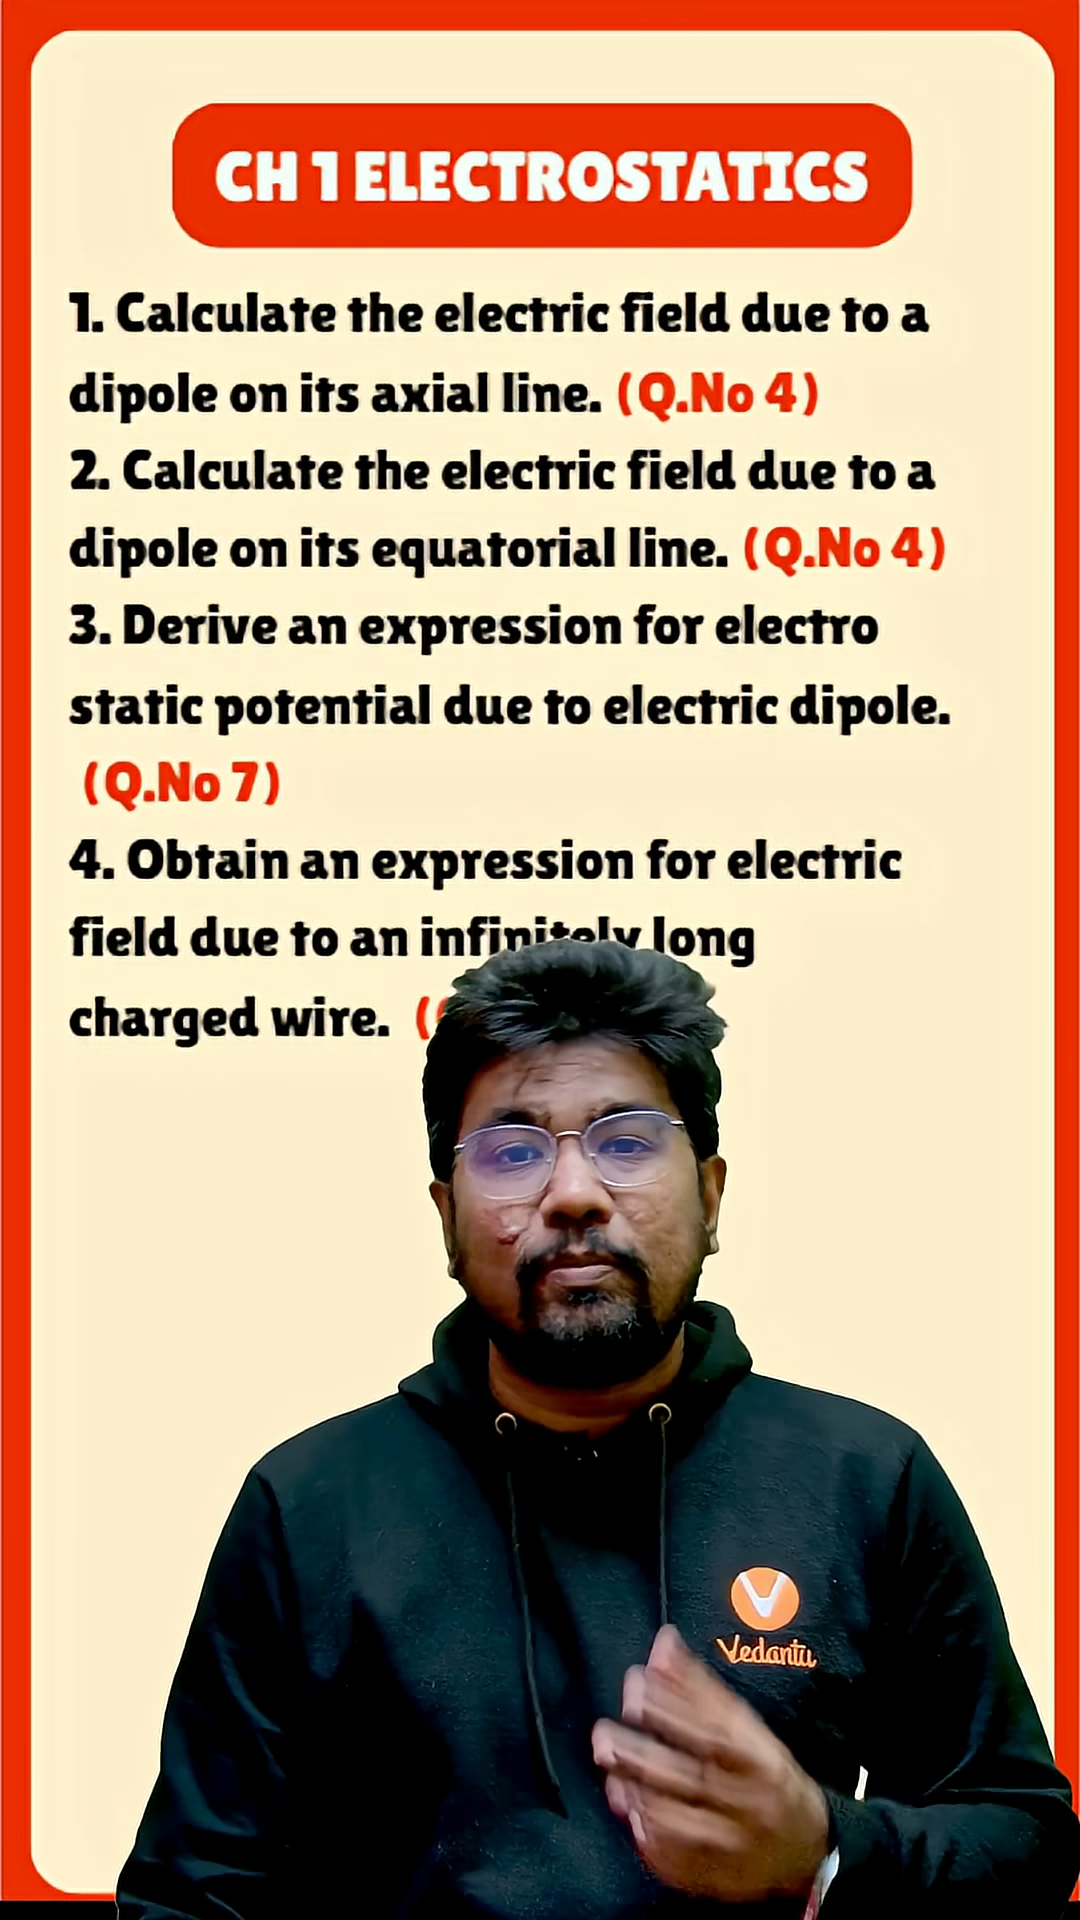 CH 1 ELECTROSTATICS
1. Calculate the electric field due to a
dipole on its axial line. (Q.No 4)
2. Calculate the electric field due to a
dipole on its equatorial line. (Q.No 4)
3. Derive an expression for electro
static potential due to electric dipole.
(Q.No 7)
4. Obtain an expression for electric
field due to an infinitely long
charged wire. (
Vedantu